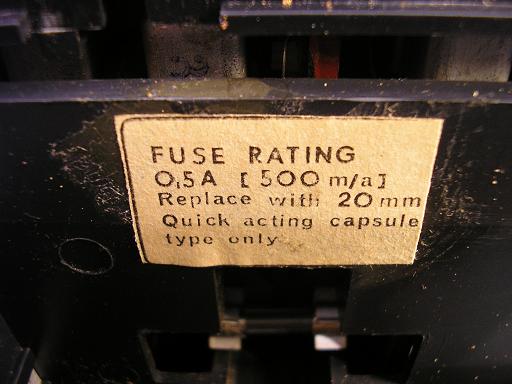 FUSE RATING
0,5A [500 m/a]
Replace with 20mm
Quick acting capsule
type only